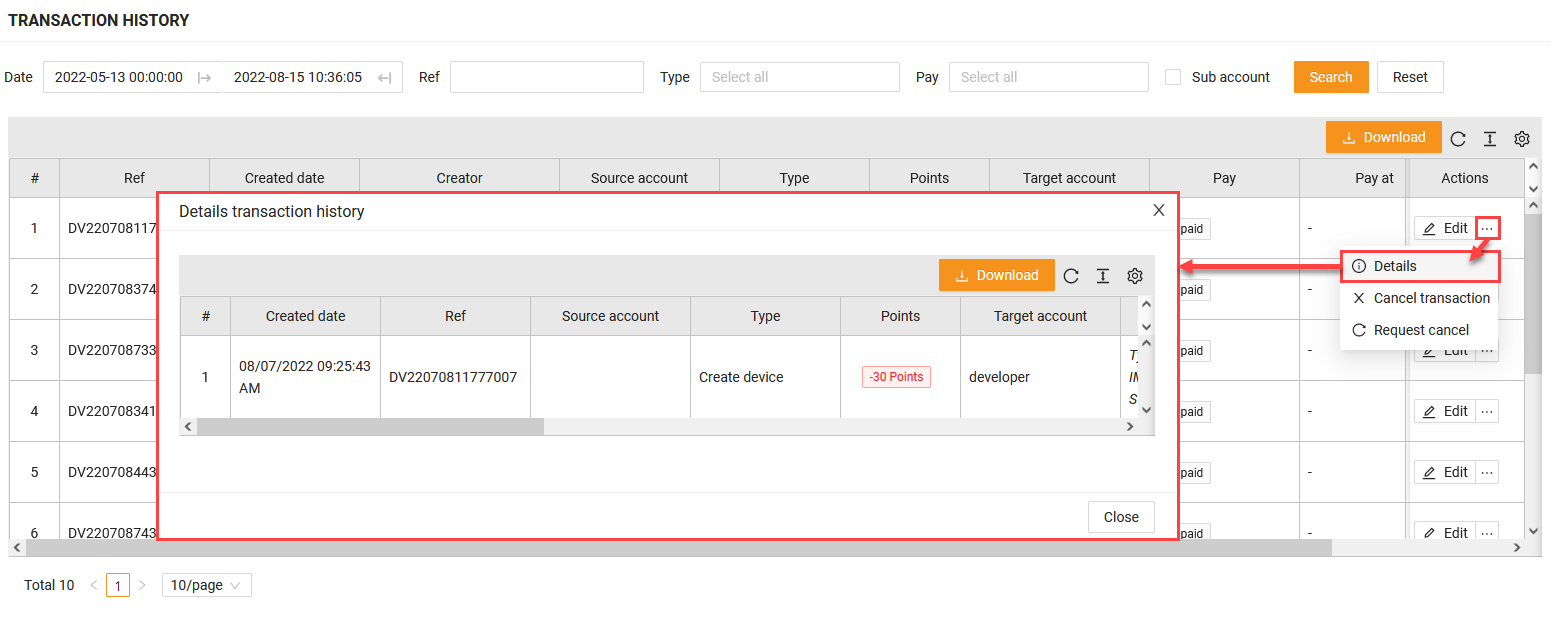 TRANSACTION HISTORY
Date 2022-05-13 00:00:00 2022-08-15 10:36:05 Ref Type Select all Pay Select all Sub account Search Reset
Download
# Ref Created date Creator Source account Type Points Target account Pay Pay at Actions
1 DV220708117 paid - Edit ...
Details
Cancel transaction
Request cancel
2 DV220708374 paid -
3 DV220708733 paid - Edit ...
4 DV220708341 paid - Edit ...
5 DV220708443 paid - Edit ...
6 DV220708743 paid - Edit ...
Details transaction history X
Download
# Created date Ref Source account Type Points Target account
1 08/07/2022 09:25:43 DV22070811777007 Create device -30 Points developer
AM
Total 10 < 1 > 10/page
Close